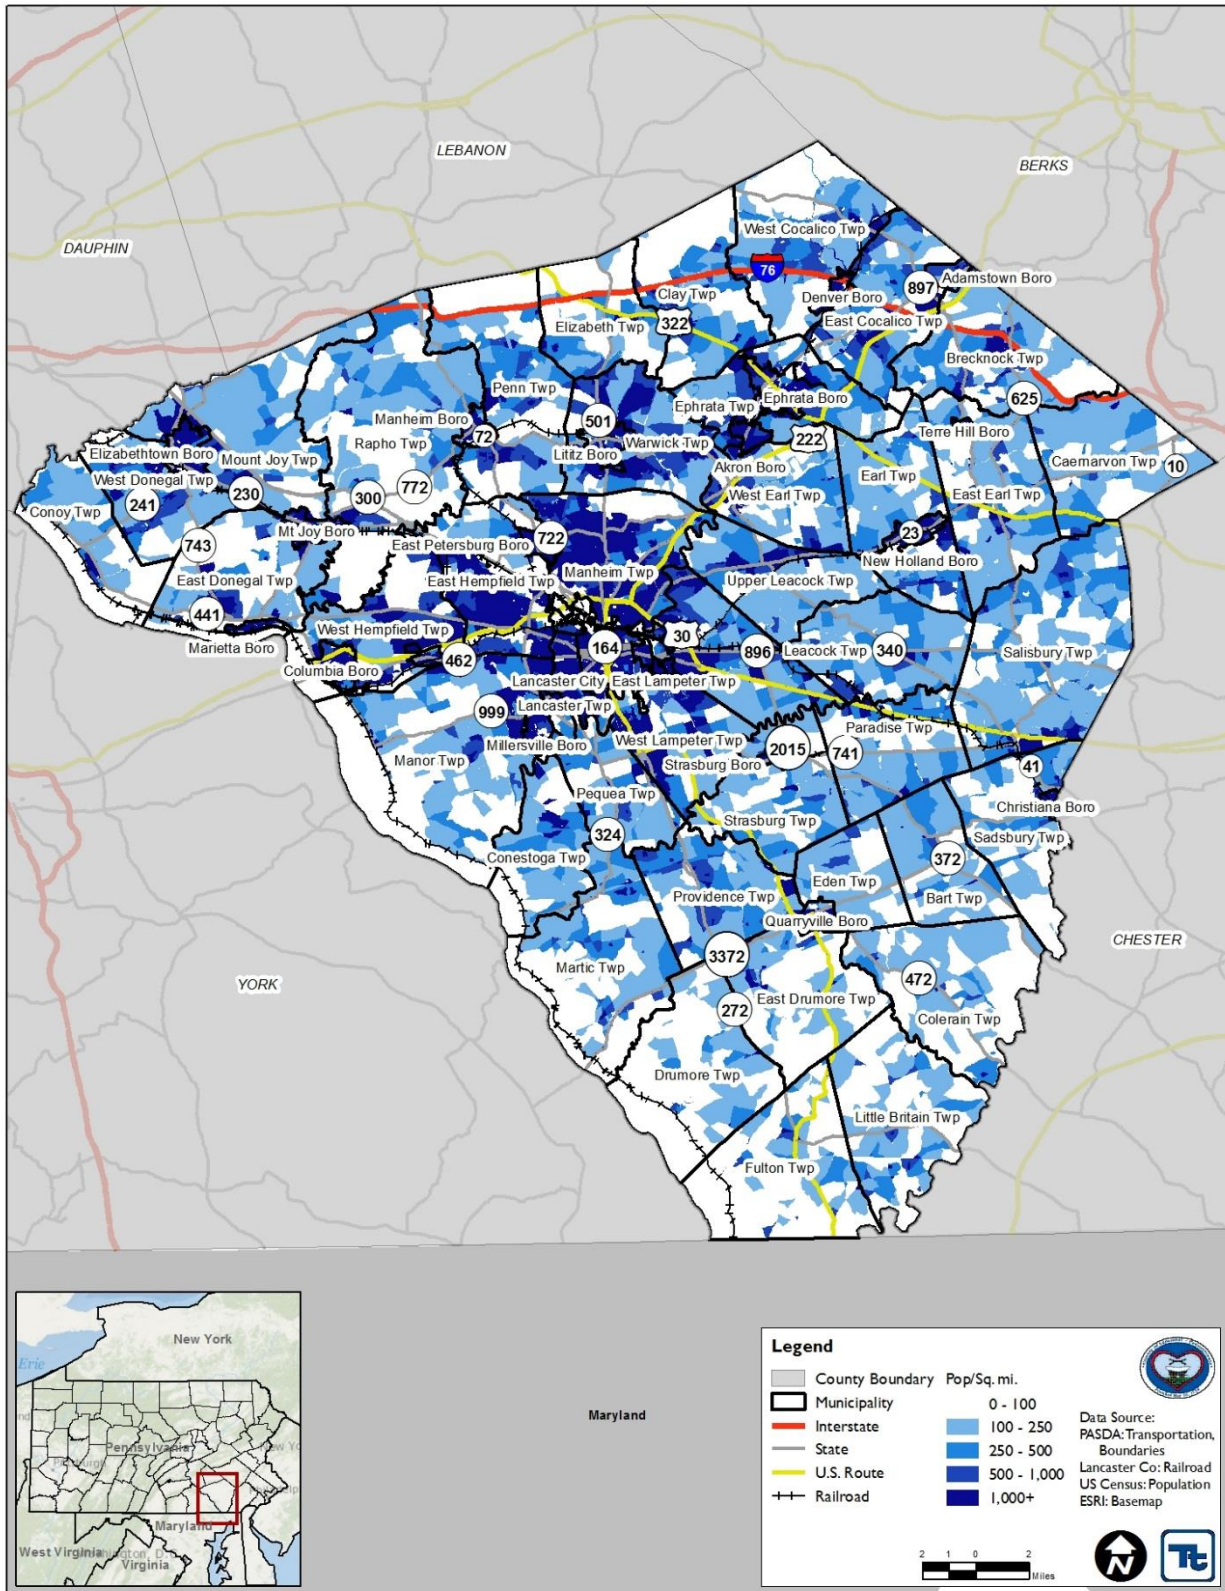 LEBANON
BERKS
DAUPHIN
West Cocalico Twp
76
Adamstown Boro
897
Clay Twp
Denver Boro
322
East Cocalico Twp
Elizabeth Twp
Brecknock Twp
Penn Twp
625
Ephrata Boro
Ephrata Twp
Manheim Boro
501
72
222
Terre Hill Boro
Rapho Twp
Warwick Twp
Elizabethtown Boro
Lititz Boro
Mount Joy Twp
Caernarvon Twp
10
Akron Boro
West Donegal Twp
Earl Twp
772
East Earl Twp
230
300
West Earl Twp
241
Conoy Twp
Mt Joy Boro
23
722
743
East Petersburg Boro
New Holland Boro
East Donegal Twp
East Hempfield Twp
Manheim Twp
Upper Leacock Twp
441
West Hempfield Twp
30
Marietta Boro
164
896
Leacock Twp
340
Salisbury Twp
462
Columbia Boro
Lancaster City
East Lampeter Twp
Lancaster Twp
999
Paradise Twp
West Lampeter Twp
2015
741
Millersville Boro
Manor Twp
Strasburg Boro
41
Pequea Twp
Christiana Boro
Strasburg Twp
324
Sadsbury Twp
Conestoga Twp
372
Eden Twp
Providence Twp
Bart Twp
Quarryville Boro
CHESTER
3372
Martic Twp
472
YORK
East Drumore Twp
272
Colerain Twp
Drumore Twp
Little Britain Twp
Fulton Twp
Maryland
New York
Erie
Pennsylvania
Pittsburgh
Maryland
West Virginia
Virginia
Legend
County Boundary
Municipality
Interstate
State
U.S. Route
Railroad
Pop/Sq. mi.
0 - 100
100 - 250
250 - 500
500 - 1,000
1,000+
Data Source:
PASDA: Transportation,
Boundaries
Lancaster Co: Railroad
US Census: Population
ESRI: Basemap
2 1 0 2
Miles
N
Tt